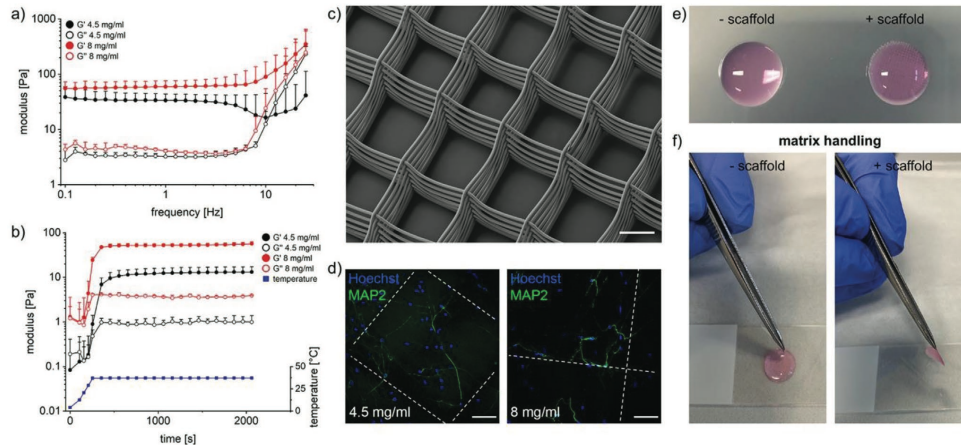 a)
G' 4.5 mg/ml
G" 4.5 mg/ml
G' 8 mg/ml
G" 8 mg/ml
1000
100
10
1
modulus [Pa]
0.1
1
10
frequency [Hz]
b)
G' 4.5 mg/ml
G" 4.5 mg/ml
G' 8 mg/ml
G" 8 mg/ml
temperature
100
10
1
0.1
0.01
modulus [Pa]
50
25
0
temperature [°C]
0
1000
2000
time [s]
c)
d)
Hoechst
MAP2
4.5 mg/ml
Hoechst
MAP2
8 mg/ml
e)
- scaffold
+ scaffold
matrix handling
f)
- scaffold
+ scaffold